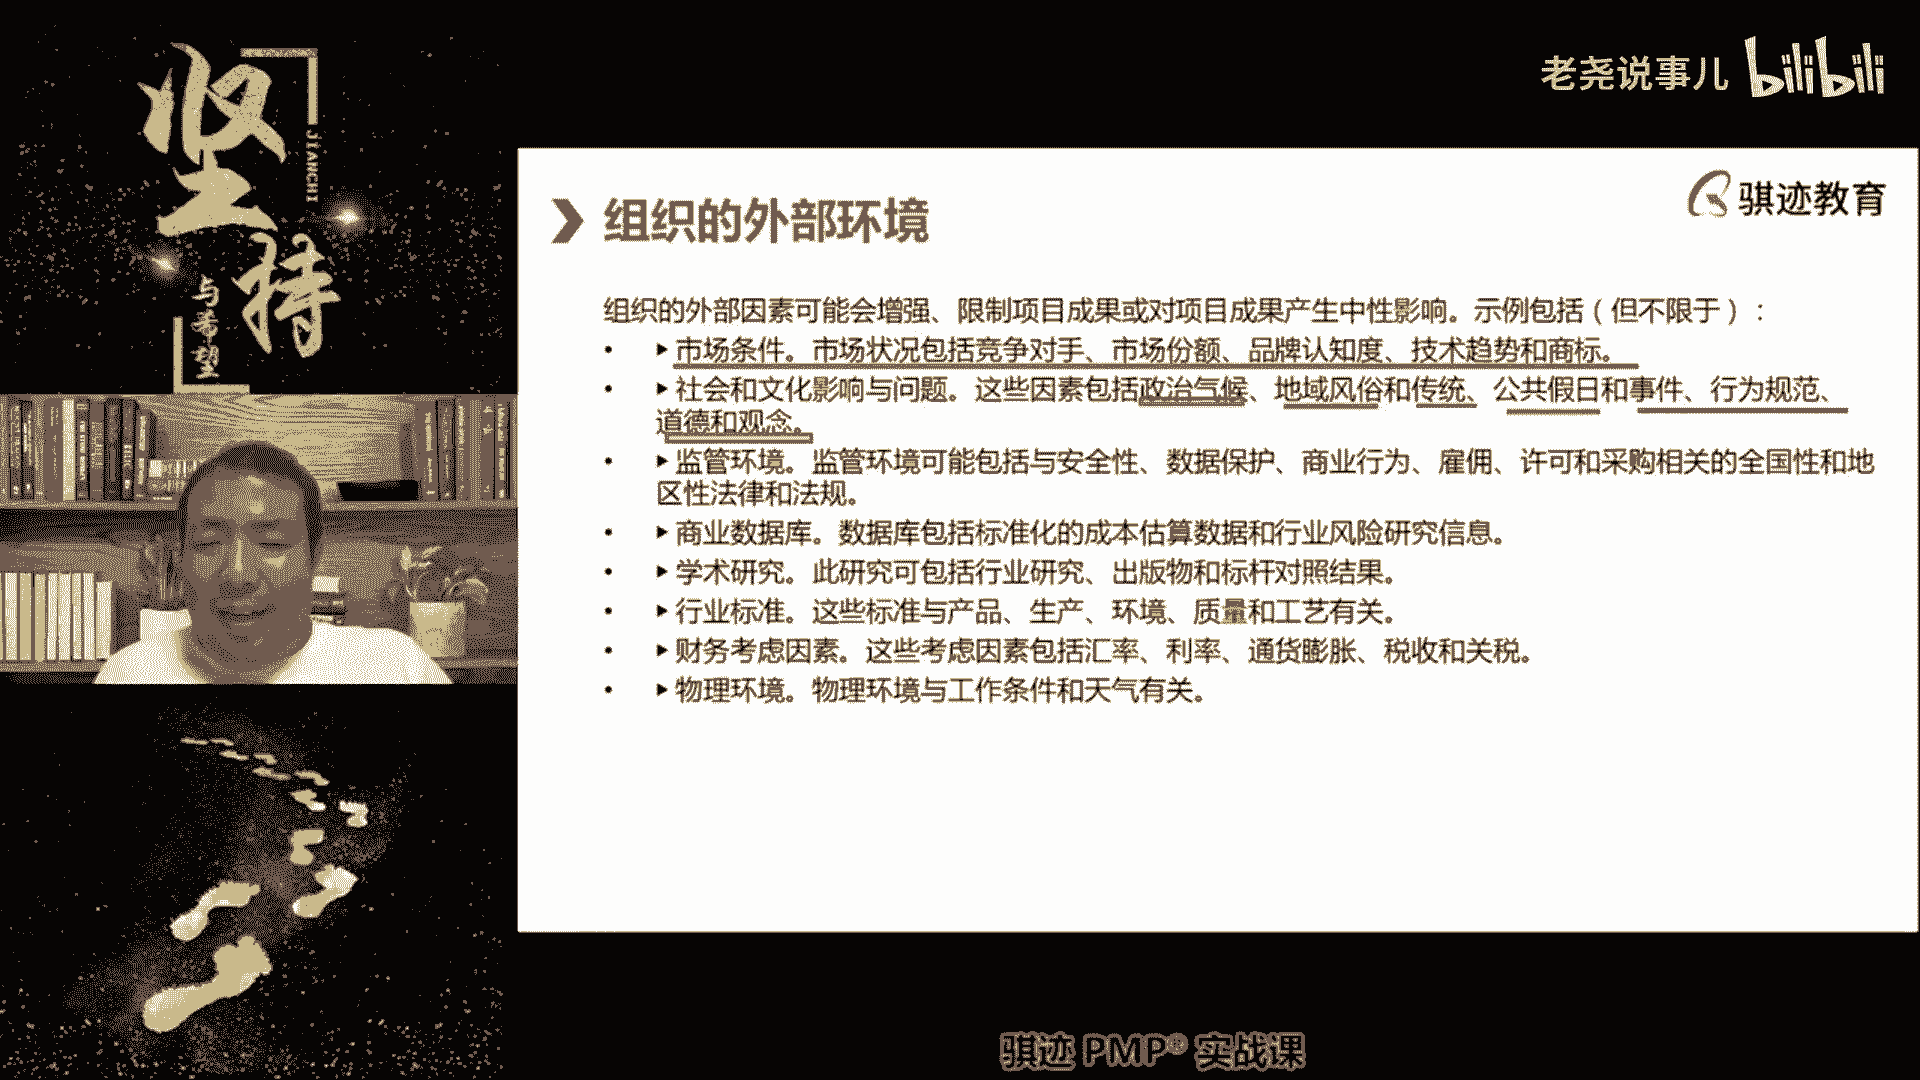 坚持
JIANCHI
与希望
老尧说事儿 bilibili
骐迹教育
组织的外部环境
组织的外部因素可能会增强、限制项目成果或对项目成果产生中性影响。示例包括（但不限于）：
• ▶ 市场条件。市场状况包括竞争对手、市场份额、品牌认知度、技术趋势和商标。
• ▶ 社会和文化影响与问题。这些因素包括政治气候、地域风俗和传统、公共假日和事件、行为规范、
道德和观念。
• ▶ 监管环境。监管环境可能包括与安全性、数据保护、商业行为、雇佣、许可和采购相关的全国性和地
区性法律和法规。
• ▶ 商业数据库。数据库包括标准化的成本估算数据和行业风险研究信息。
• ▶ 学术研究。此研究可包括行业研究、出版物和标杆对照结果。
• ▶ 行业标准。这些标准与产品、生产、环境、质量和工艺有关。
• ▶ 财务考虑因素。这些考虑因素包括汇率、利率、通货膨胀、税收和关税。
• ▶ 物理环境。物理环境与工作条件和天气有关。
骐迹 PMP® 实战课